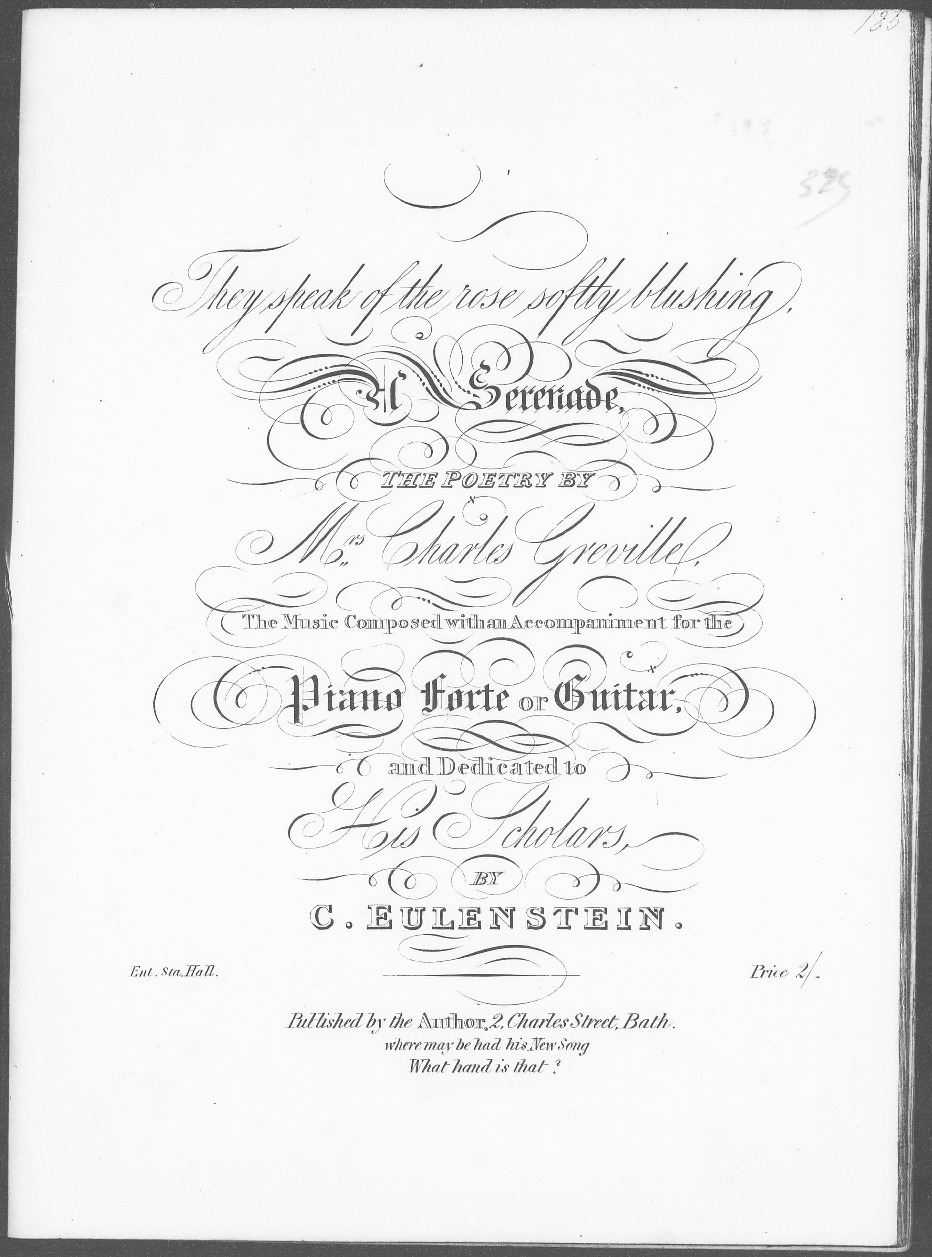 They speak of the rose softly blushing,
A Serenade,
THE POETRY BY
Mrs Charles Greville,
The Music Composed with an Accompaniment for the
Piano Forte or Guitar,
and Dedicated to
His Scholars,
BY
C. EULENSTEIN.
Ent. Sta. Hall.
Price 2/-
Published by the Author, 2, Charles Street, Bath.
where may be had his New Song
What hand is that?